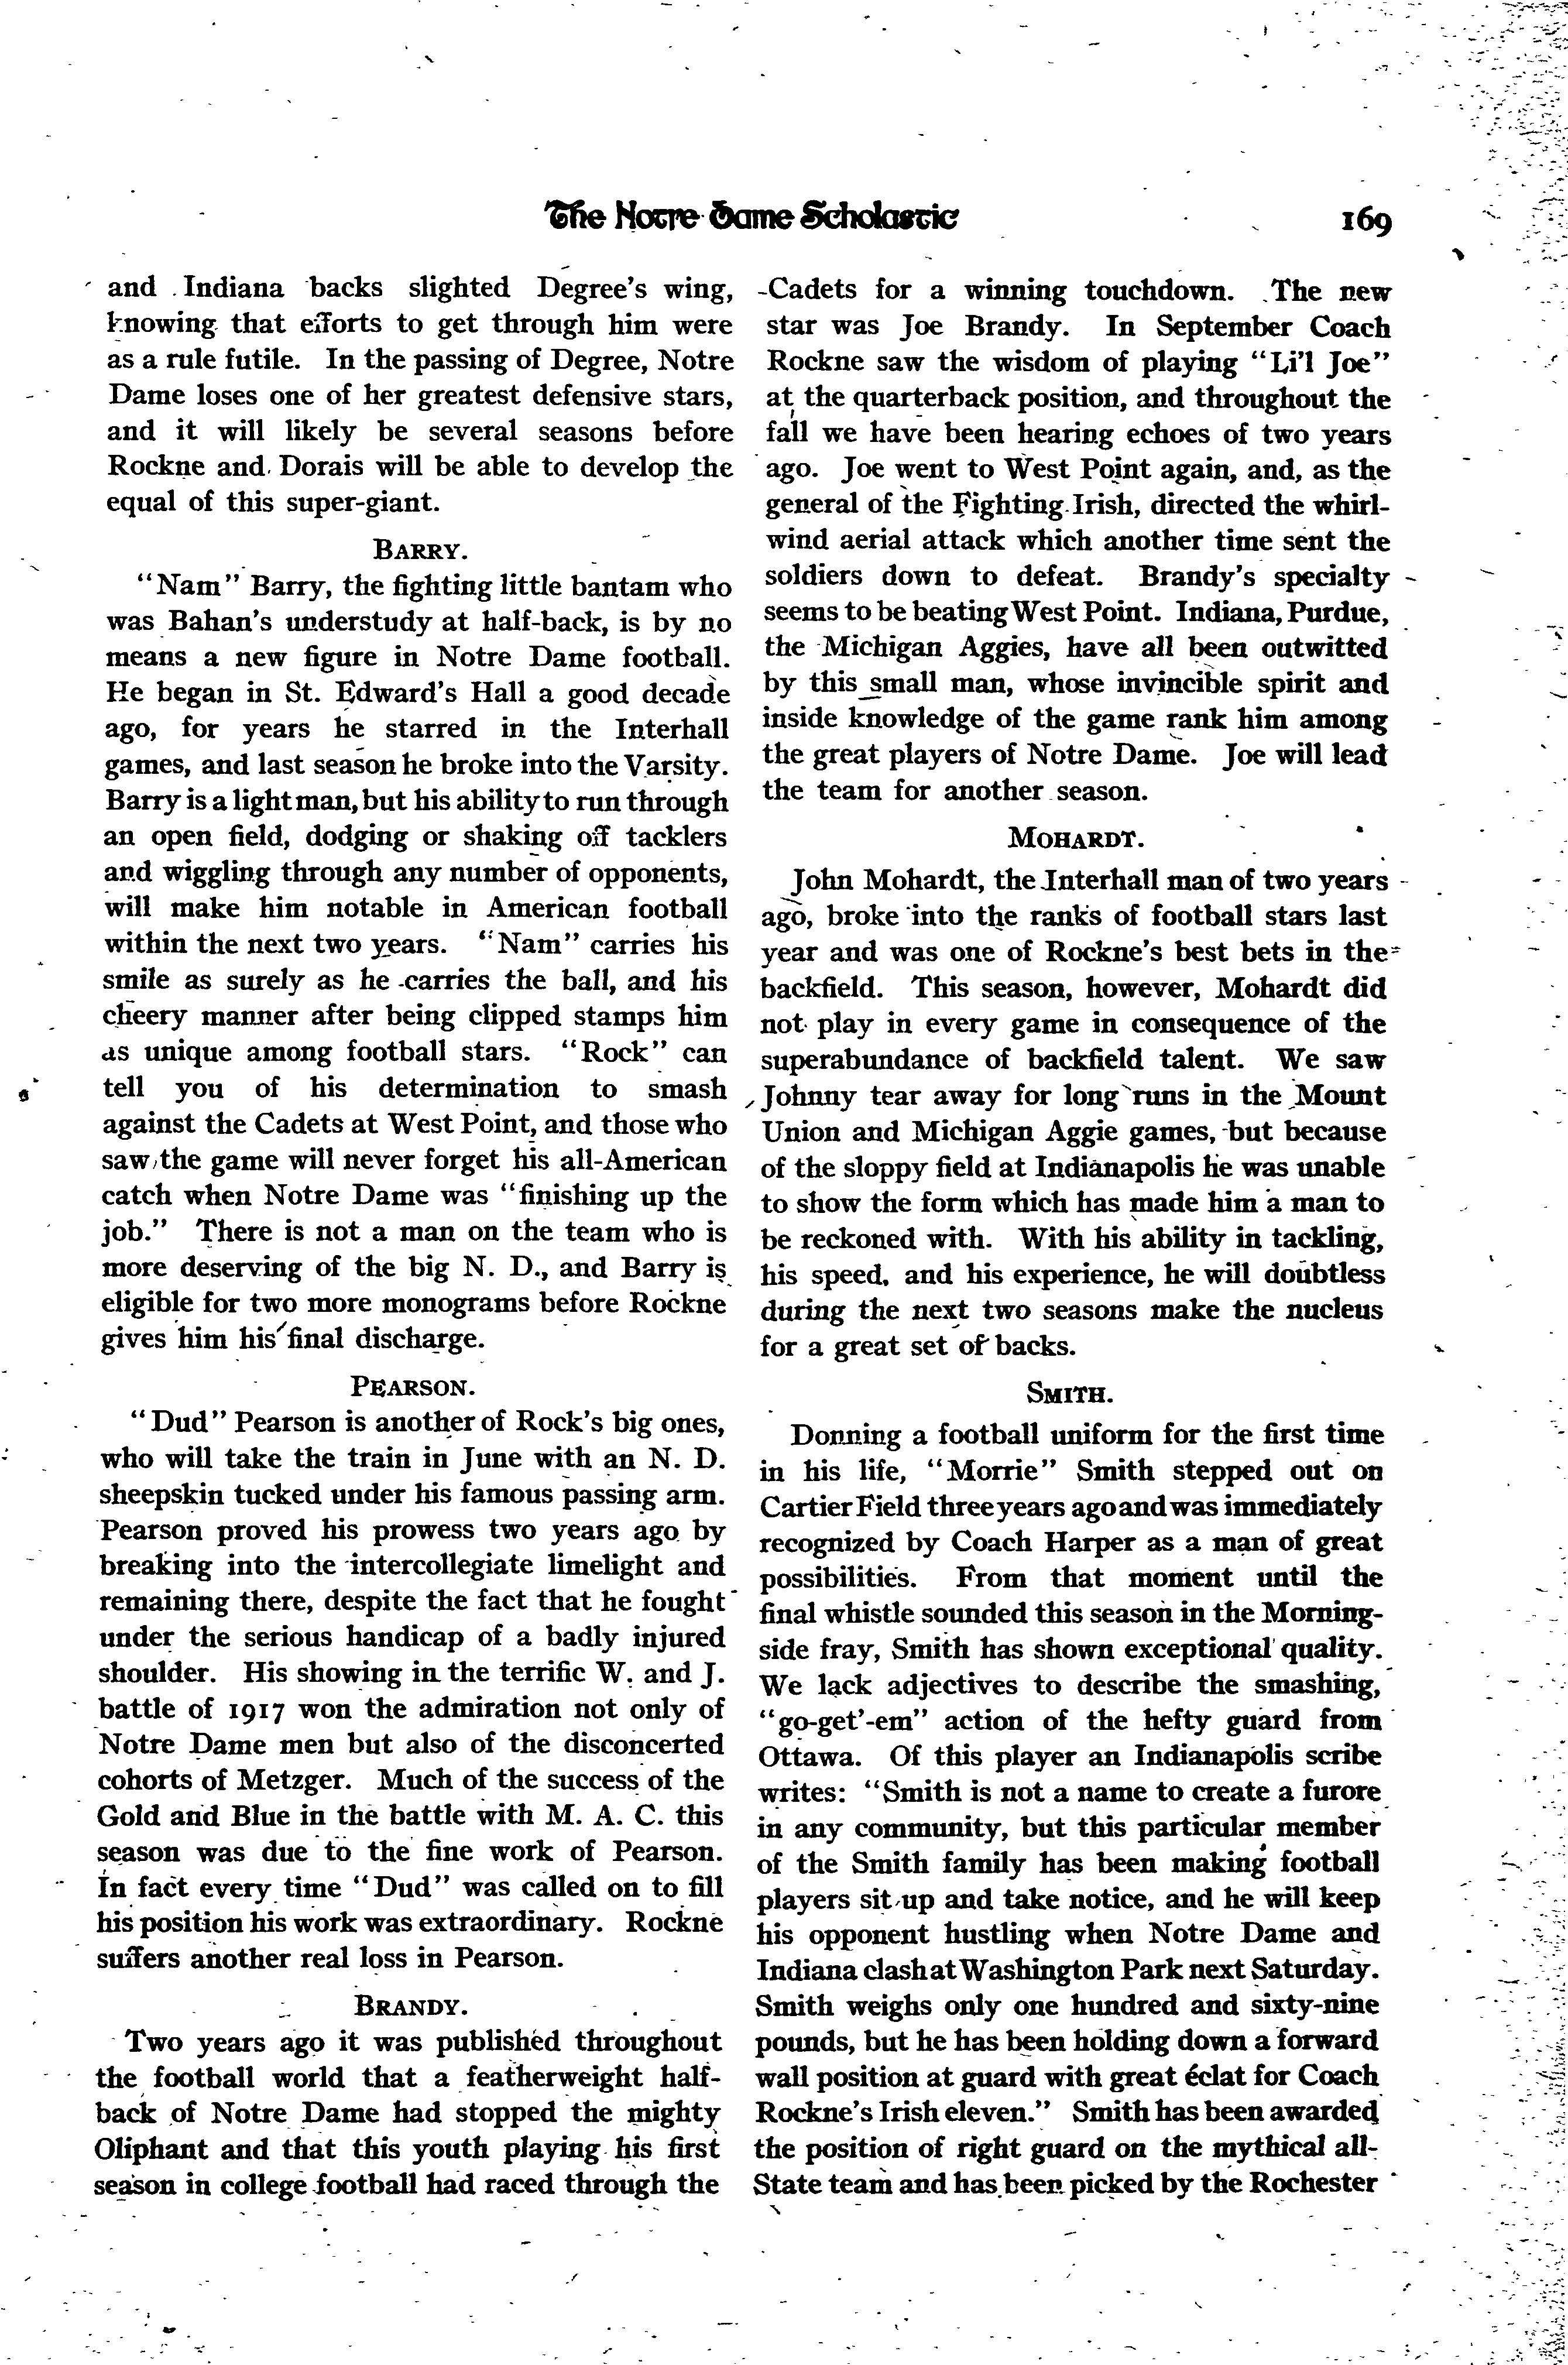 The Notre Dame Scholastic 169
and Indiana backs slighted Degree's wing,
knowing that efforts to get through him were
as a rule futile. In the passing of Degree, Notre
Dame loses one of her greatest defensive stars,
and it will likely be several seasons before
Rockne and Dorais will be able to develop the
equal of this super-giant.
BARRY.
"Nam" Barry, the fighting little bantam who
was Bahan's understudy at half-back, is by no
means a new figure in Notre Dame football.
He began in St. Edward's Hall a good decade
ago, for years he starred in the Interhall
games, and last season he broke into the Varsity.
Barry is a light man, but his ability to run through
an open field, dodging or shaking off tacklers
and wiggling through any number of opponents,
will make him notable in American football
within the next two years. "Nam" carries his
smile as surely as he carries the ball, and his
cheery manner after being clipped stamps him
as unique among football stars. "Rock" can
tell you of his determination to smash
against the Cadets at West Point, and those who
saw the game will never forget his all-American
catch when Notre Dame was "finishing up the
job." There is not a man on the team who is
more deserving of the big N. D., and Barry is
eligible for two more monograms before Rockne
gives him his final discharge.
PEARSON.
"Dud" Pearson is another of Rock's big ones,
who will take the train in June with an N. D.
sheepskin tucked under his famous passing arm.
Pearson proved his prowess two years ago by
breaking into the intercollegiate limelight and
remaining there, despite the fact that he fought
under the serious handicap of a badly injured
shoulder. His showing in the terrific W. and J.
battle of 1917 won the admiration not only of
Notre Dame men but also of the disconcerted
cohorts of Metzger. Much of the success of the
Gold and Blue in the battle with M. A. C. this
season was due to the fine work of Pearson.
In fact every time "Dud" was called on to fill
his position his work was extraordinary. Rockne
suffers another real loss in Pearson.
BRANDY.
Two years ago it was published throughout
the football world that a featherweight half-
back of Notre Dame had stopped the mighty
Oliphant and that this youth playing his first
season in college football had raced through the
Cadets for a winning touchdown. The new
star was Joe Brandy. In September Coach
Rockne saw the wisdom of playing "Li'l Joe"
at the quarterback position, and throughout the
fall we have been hearing echoes of two years
ago. Joe went to West Point again, and, as the
general of the Fighting Irish, directed the whirl-
wind aerial attack which another time sent the
soldiers down to defeat. Brandy's specialty
seems to be beating West Point. Indiana, Purdue,
the Michigan Aggies, have all been outwitted
by this small man, whose invincible spirit and
inside knowledge of the game rank him among
the great players of Notre Dame. Joe will lead
the team for another season.
MOHARDT.
John Mohardt, the Interhall man of two years
ago, broke into the ranks of football stars last
year and was one of Rockne's best bets in the
backfield. This season, however, Mohardt did
not play in every game in consequence of the
superabundance of backfield talent. We saw
Johnny tear away for long runs in the Mount
Union and Michigan Aggie games, but because
of the sloppy field at Indianapolis he was unable
to show the form which has made him a man to
be reckoned with. With his ability in tackling,
his speed, and his experience, he will doubtless
during the next two seasons make the nucleus
for a great set of backs.
SMITH.
Donning a football uniform for the first time
in his life, "Morrie" Smith stepped out on
Cartier Field three years ago and was immediately
recognized by Coach Harper as a man of great
possibilities. From that moment until the
final whistle sounded this season in the Morning-
side fray, Smith has shown exceptional quality.
We lack adjectives to describe the smashing,
"go-get'-em" action of the hefty guard from
Ottawa. Of this player an Indianapolis scribe
writes: "Smith is not a name to create a furore
in any community, but this particular member
of the Smith family has been making football
players sit up and take notice, and he will keep
his opponent hustling when Notre Dame and
Indiana clash at Washington Park next Saturday.
Smith weighs only one hundred and sixty-nine
pounds, but he has been holding down a forward
wall position at guard with great éclat for Coach
Rockne's Irish eleven." Smith has been awarded
the position of right guard on the mythical all-
State team and has been picked by the Rochester